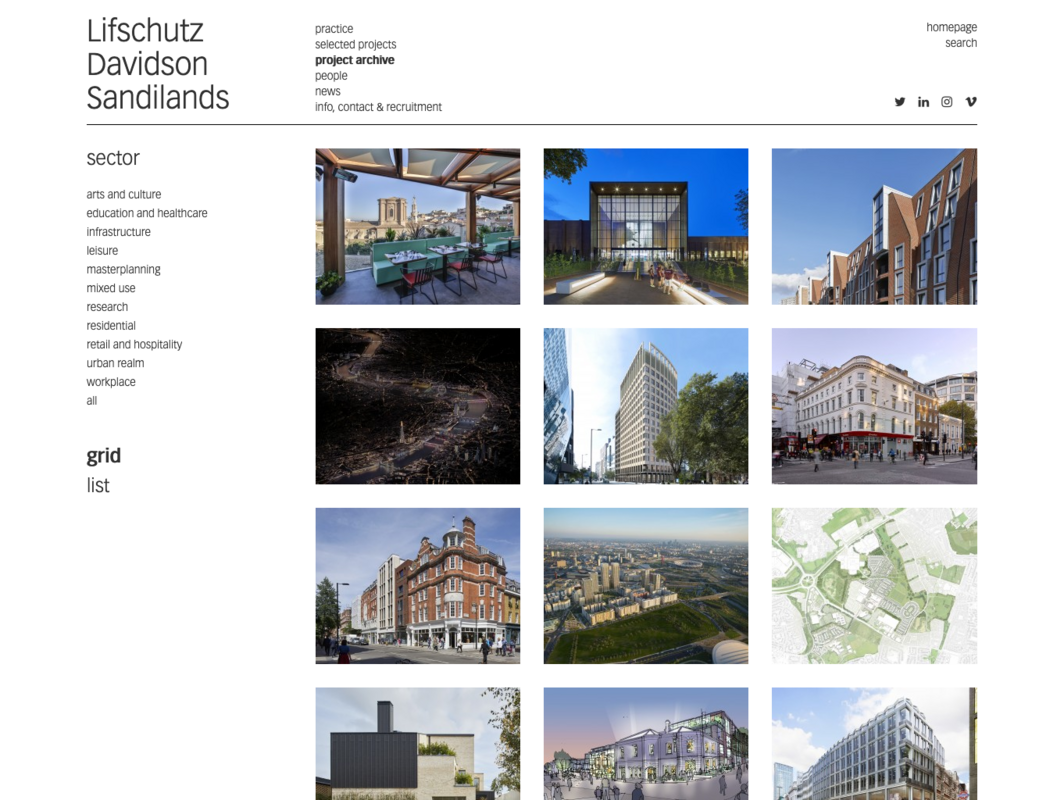 Lifschutz
Davidson
Sandilands
practice
selected projects
project archive
people
news
info, contact & recruitment
homepage
search
sector
arts and culture
education and healthcare
infrastructure
leisure
masterplanning
mixed use
research
residential
retail and hospitality
urban realm
workplace
all
grid
list